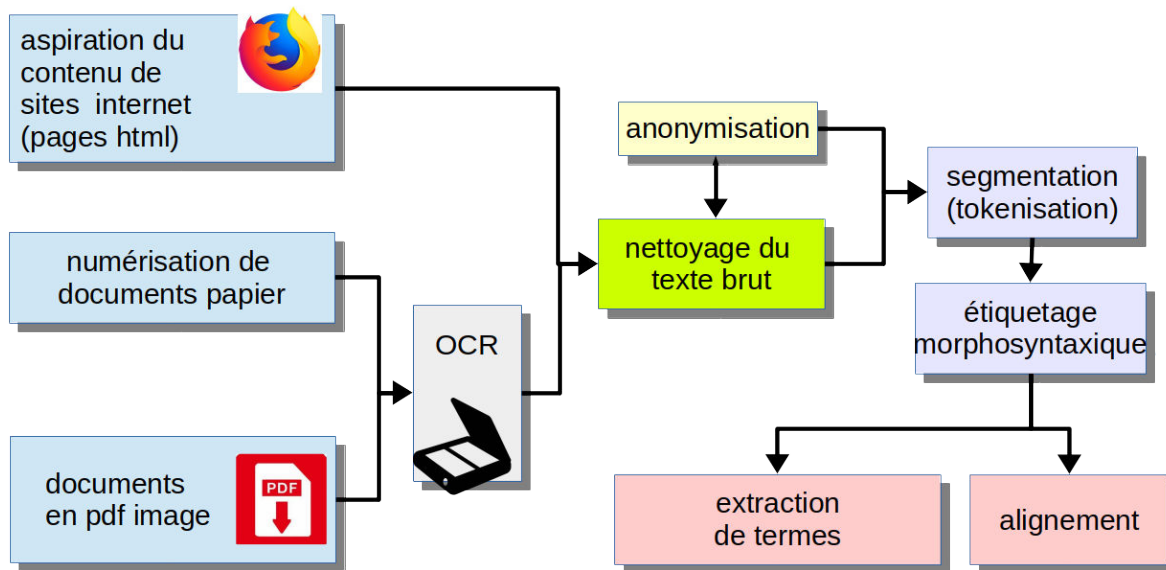 aspiration du
contenu de
sites internet
(pages html)
numérisation de
documents papier
documents
en pdf image
PDF
OCR
anonymisation
nettoyage du
texte brut
segmentation
(tokenisation)
étiquetage
morphosyntaxique
extraction
de termes
alignement